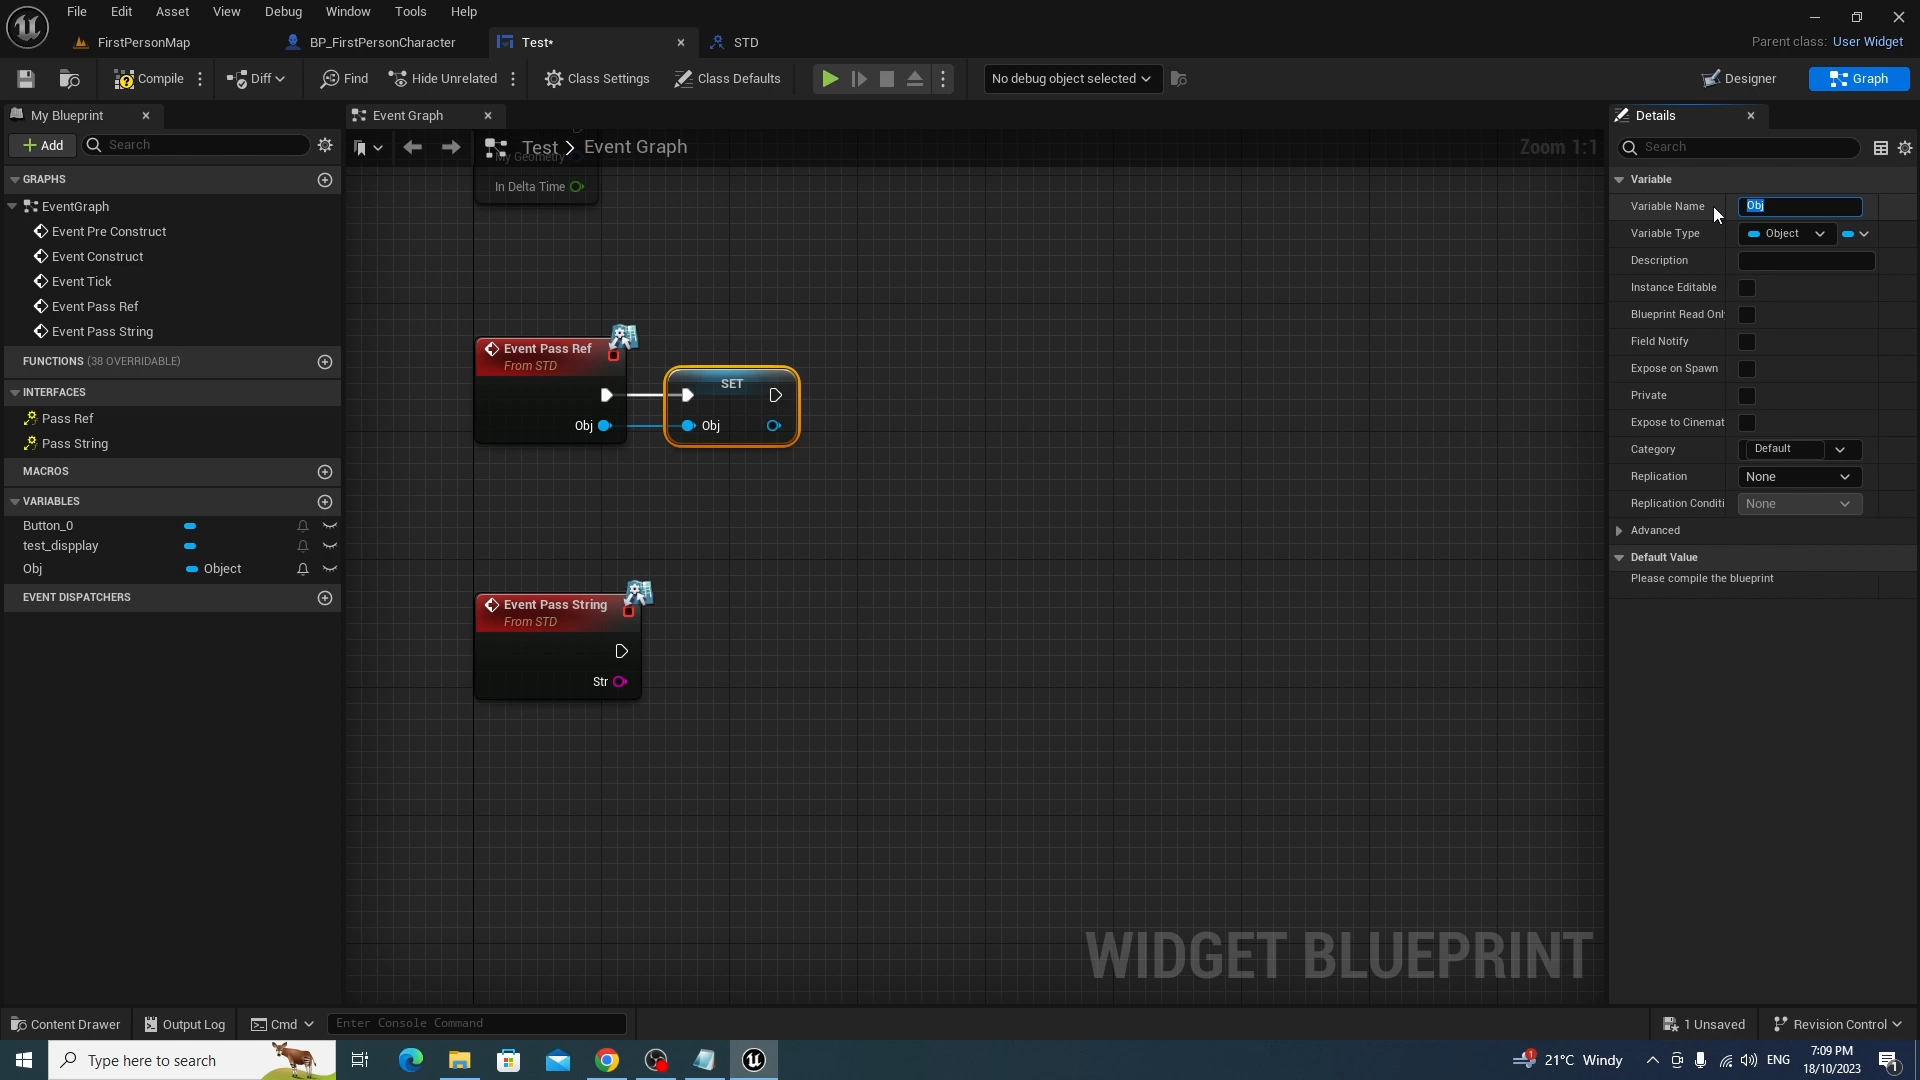 File Edit Asset View Debug Window Tools Help
FirstPersonMap BP_FirstPersonCharacter Test* STD
Parent class: User Widget
Compile Diff Find Hide Unrelated Class Settings Class Defaults No debug object selected Designer Graph
My Blueprint Event Graph Details
Add Search Test > Event Graph Zoom 1:1 Search
My Geometry
In Delta Time
GRAPHS
EventGraph
Event Pre Construct
Event Construct
Event Tick
Event Pass Ref
Event Pass String
FUNCTIONS (38 OVERRIDABLE)
INTERFACES
Pass Ref
Pass String
MACROS
VARIABLES
Button_0
test_dispplay
Obj Object
EVENT DISPATCHERS
Event Pass Ref
From STD
Obj
SET
Obj
Event Pass String
From STD
Str
WIDGET BLUEPRINT
Variable
Variable Name Obj
Variable Type Object
Description
Instance Editable
Blueprint Read Onl
Field Notify
Expose on Spawn
Private
Expose to Cinemat
Category Default
Replication None
Replication Conditi None
Advanced
Default Value
Please compile the blueprint
Content Drawer Output Log Cmd Enter Console Command 1 Unsaved Revision Control
Type here to search 21°C Windy ENG 7:09 PM
18/10/2023
1
1